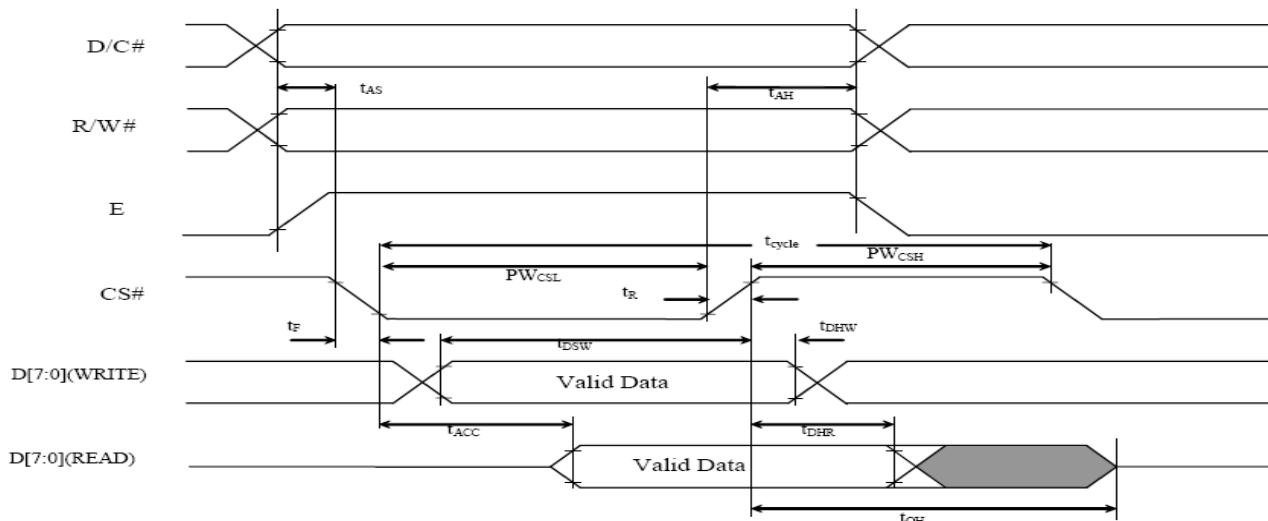 D/C#
tAS
tAH
R/W#
E
tcycle
PWCSL
PWCSH
CS#
tR
tF
tDSW
tDHW
D[7:0](WRITE)
Valid Data
tACC
tDHR
D[7:0](READ)
Valid Data
tOH